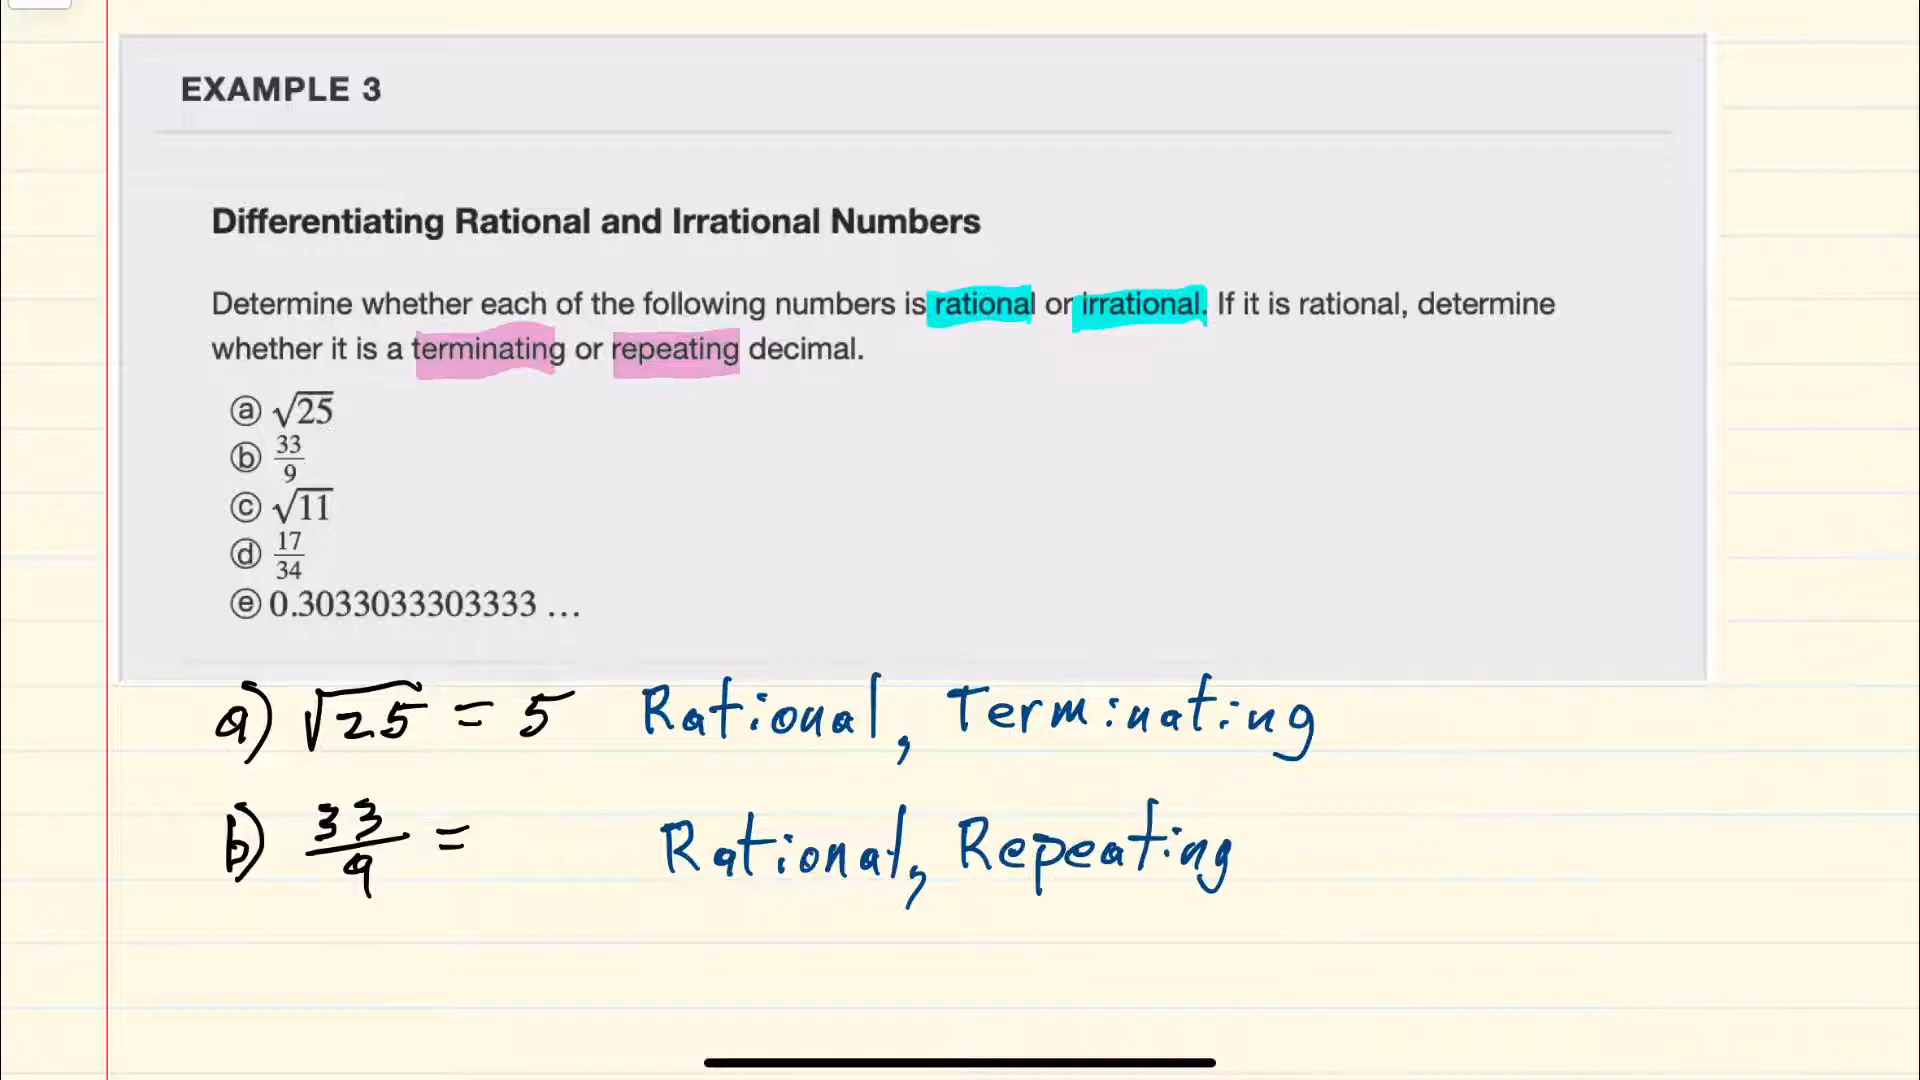 EXAMPLE 3
Differentiating Rational and Irrational Numbers
Determine whether each of the following numbers is rational or irrational. If it is rational, determine
whether it is a terminating or repeating decimal.
ⓐ √25
ⓑ 33/9
ⓒ √11
ⓓ 17/34
ⓔ 0.3033033303333 …
a) √25 = 5 Rational, Terminating
b) 33/9 = Rational, Repeating